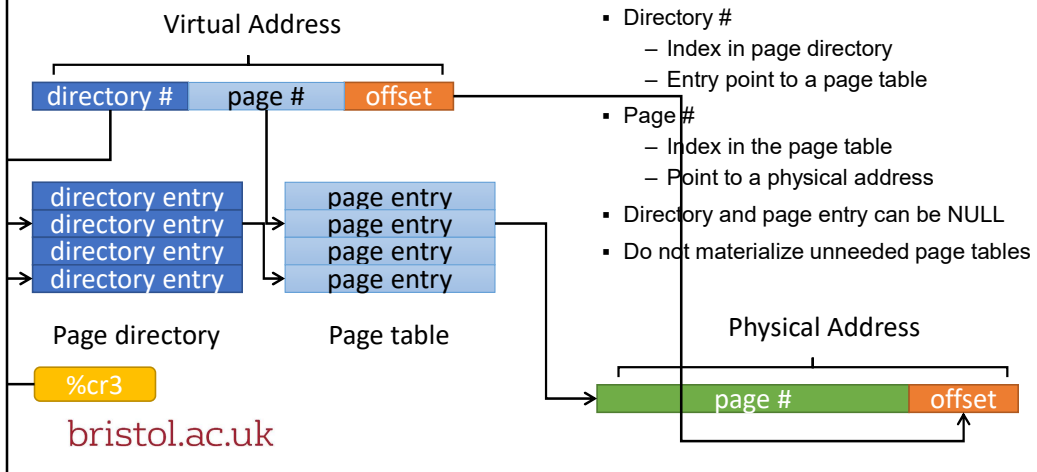 Virtual Address
directory # page # offset
directory entry
directory entry
directory entry
directory entry
Page directory
page entry
page entry
page entry
page entry
Page table
%cr3
▪ Directory #
– Index in page directory
– Entry point to a page table
▪ Page #
– Index in the page table
– Point to a physical address
▪ Directory and page entry can be NULL
▪ Do not materialize unneeded page tables
Physical Address
page # offset
bristol.ac.uk